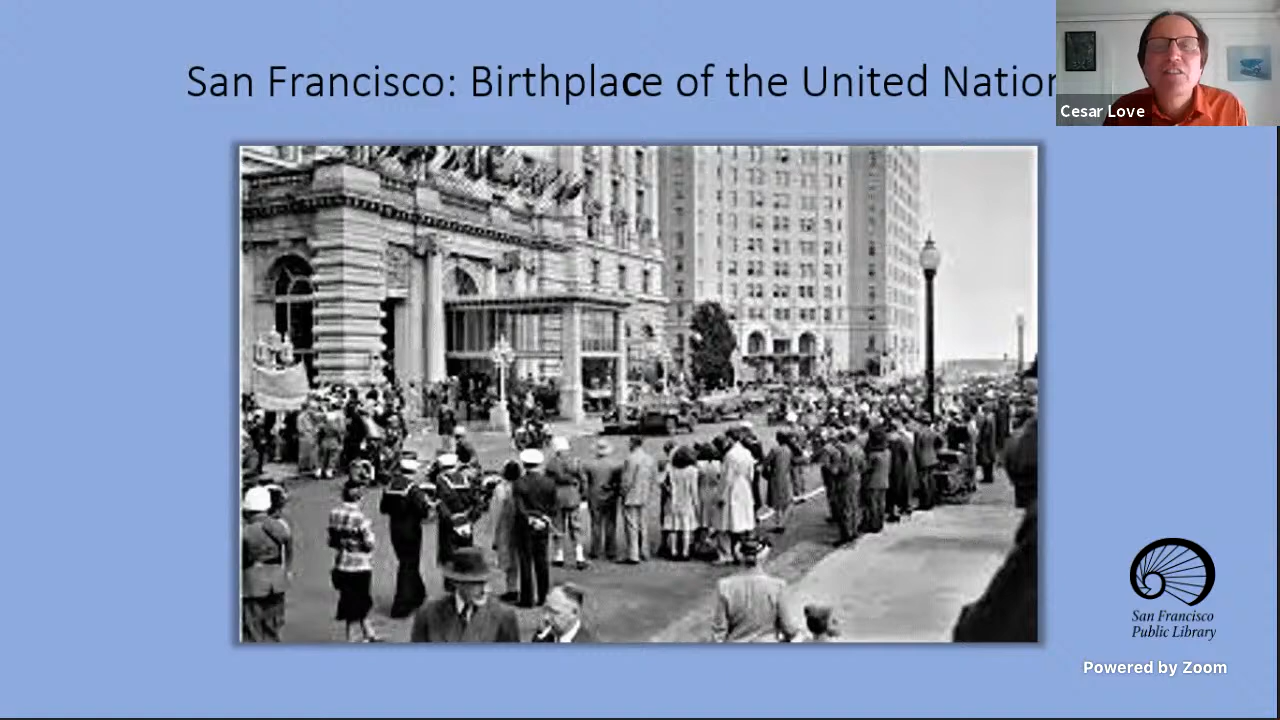 San Francisco: Birthplace of the United Nation
Cesar Love
San Francisco
Public Library
Powered by Zoom